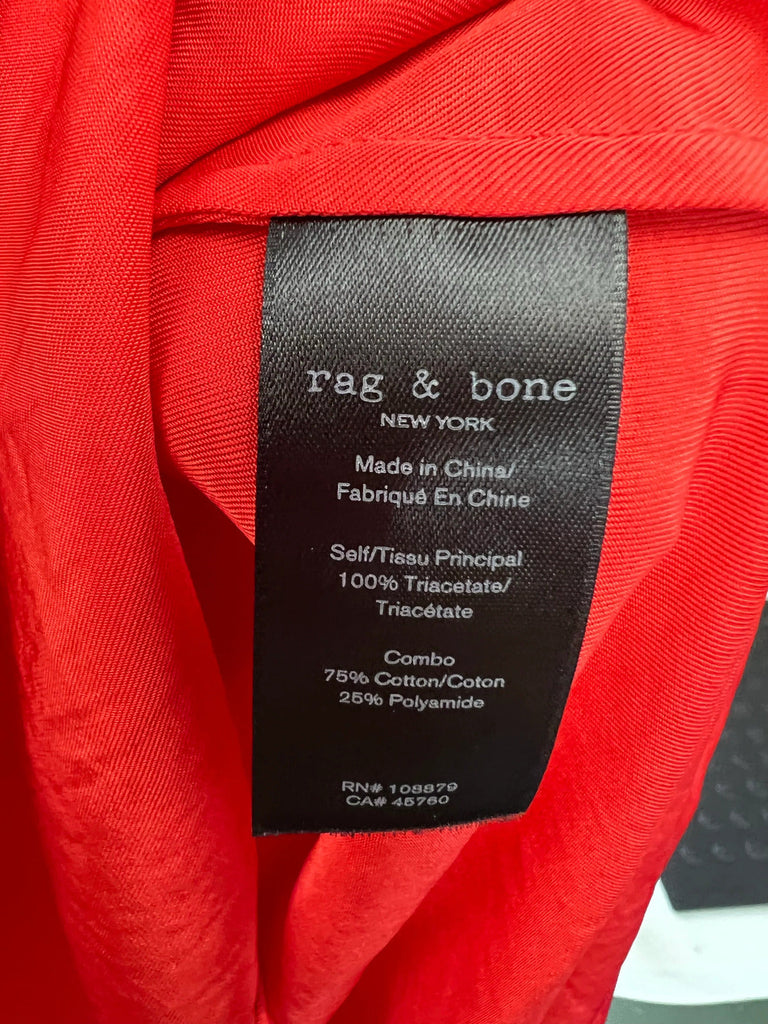 rag & bone
NEW YORK
Made in China/
Fabriqué En Chine
Self/Tissu Principal
100% Triacetate/
Triacétate
Combo
75% Cotton/Coton
25% Polyamide
RN# 108879
CA# 45760